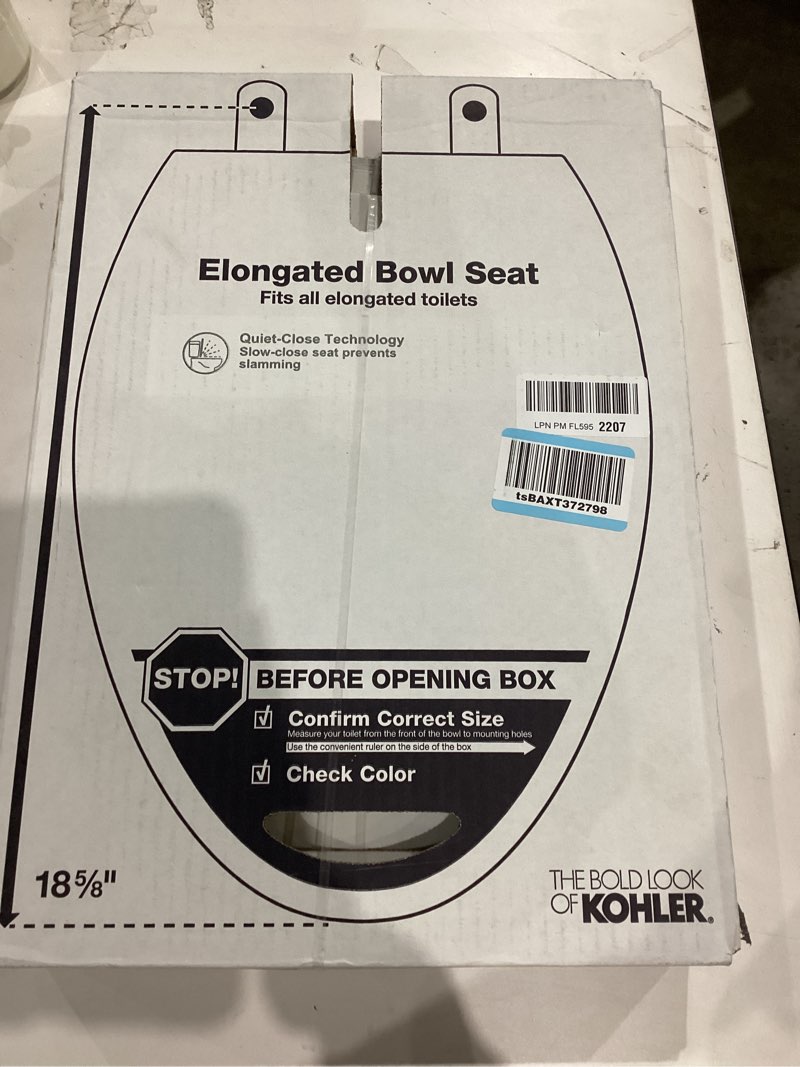 Elongated Bowl Seat
Fits all elongated toilets
Quiet-Close Technology
Slow-close seat prevents
slamming
LPN PM FL595 2207
tsBAXT372798
STOP! BEFORE OPENING BOX
Confirm Correct Size
Measure your toilet from the front of the bowl to mounting holes
Use the convenient ruler on the side of the box
Check Color
18 5/8"
THE BOLD LOOK
OF KOHLER.